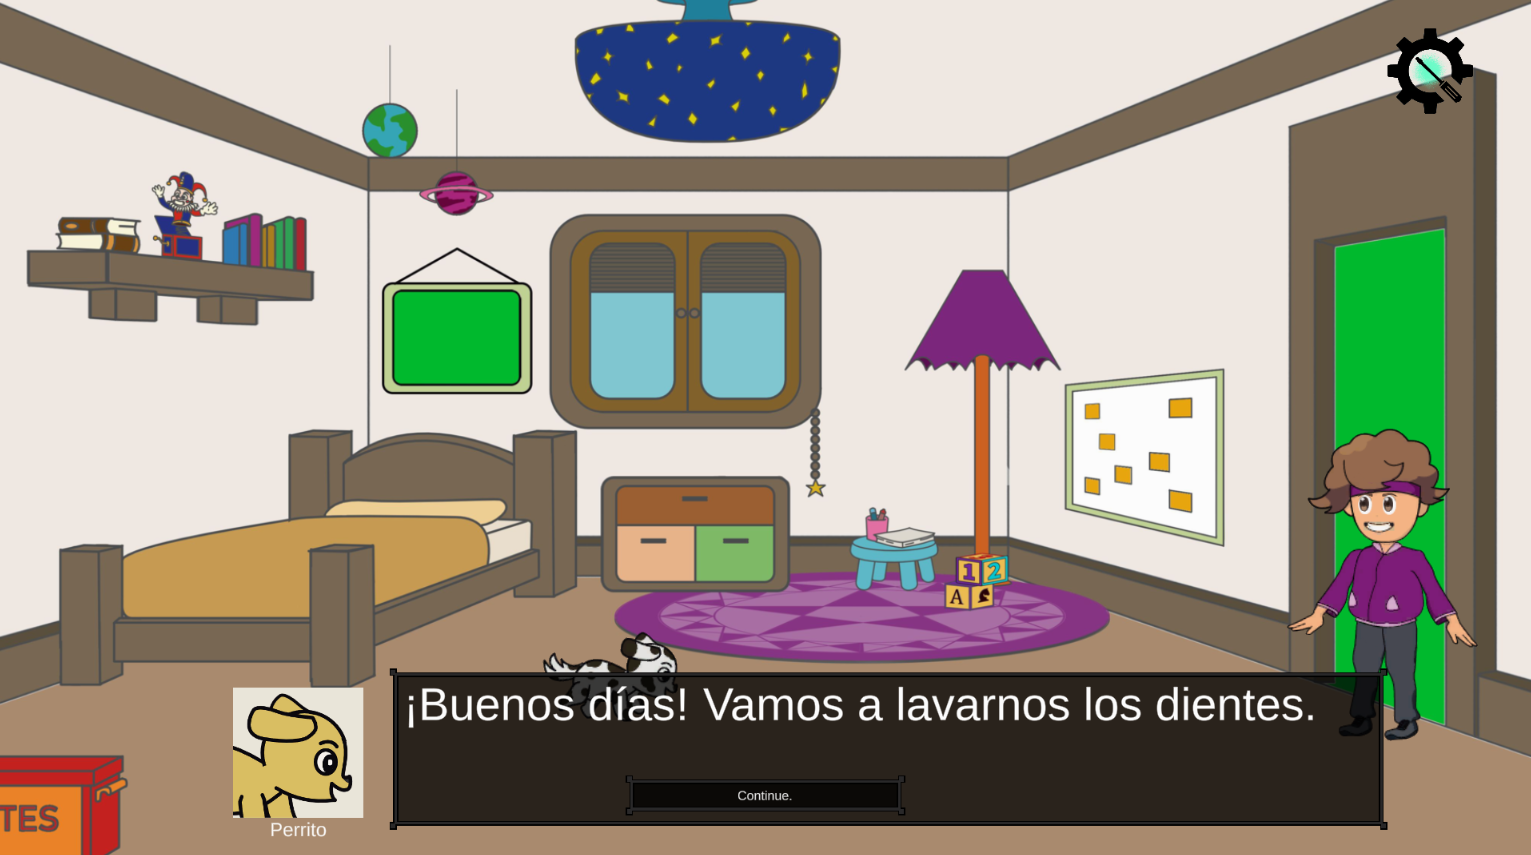 1 2
A
¡Buenos días! Vamos a lavarnos los dientes.
Continue.
TES
Perrito